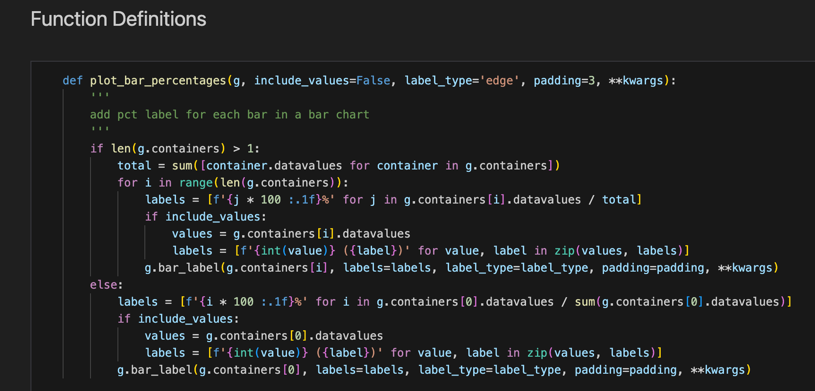 Function Definitions
def plot_bar_percentages(g, include_values=False, label_type='edge', padding=3, **kwargs):
'''
add pct label for each bar in a bar chart
'''
if len(g.containers) > 1:
total = sum([container.datavalues for container in g.containers])
for i in range(len(g.containers)):
labels = [f'{j * 100 :.1f}%' for j in g.containers[i].datavalues / total]
if include_values:
values = g.containers[i].datavalues
labels = [f'{int(value)} ({label})' for value, label in zip(values, labels)]
g.bar_label(g.containers[i], labels=labels, label_type=label_type, padding=padding, **kwargs)
else:
labels = [f'{i * 100 :.1f}%' for i in g.containers[0].datavalues / sum(g.containers[0].datavalues)]
if include_values:
values = g.containers[0].datavalues
labels = [f'{int(value)} ({label})' for value, label in zip(values, labels)]
g.bar_label(g.containers[0], labels=labels, label_type=label_type, padding=padding, **kwargs)